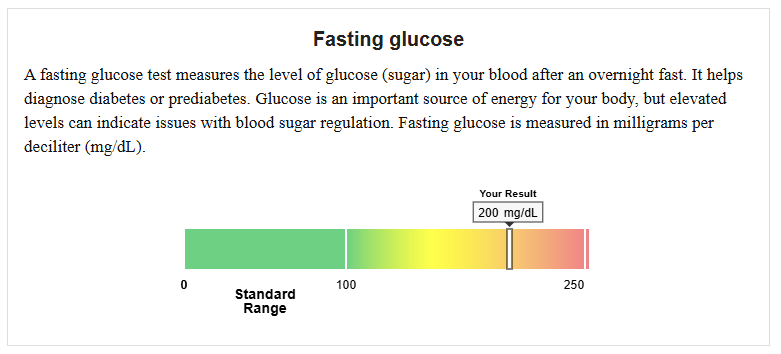 Fasting glucose
A fasting glucose test measures the level of glucose (sugar) in your blood after an overnight fast. It helps
diagnose diabetes or prediabetes. Glucose is an important source of energy for your body, but elevated
levels can indicate issues with blood sugar regulation. Fasting glucose is measured in milligrams per
deciliter (mg/dL).
Your Result
200 mg/dL
0 100 250
Standard
Range